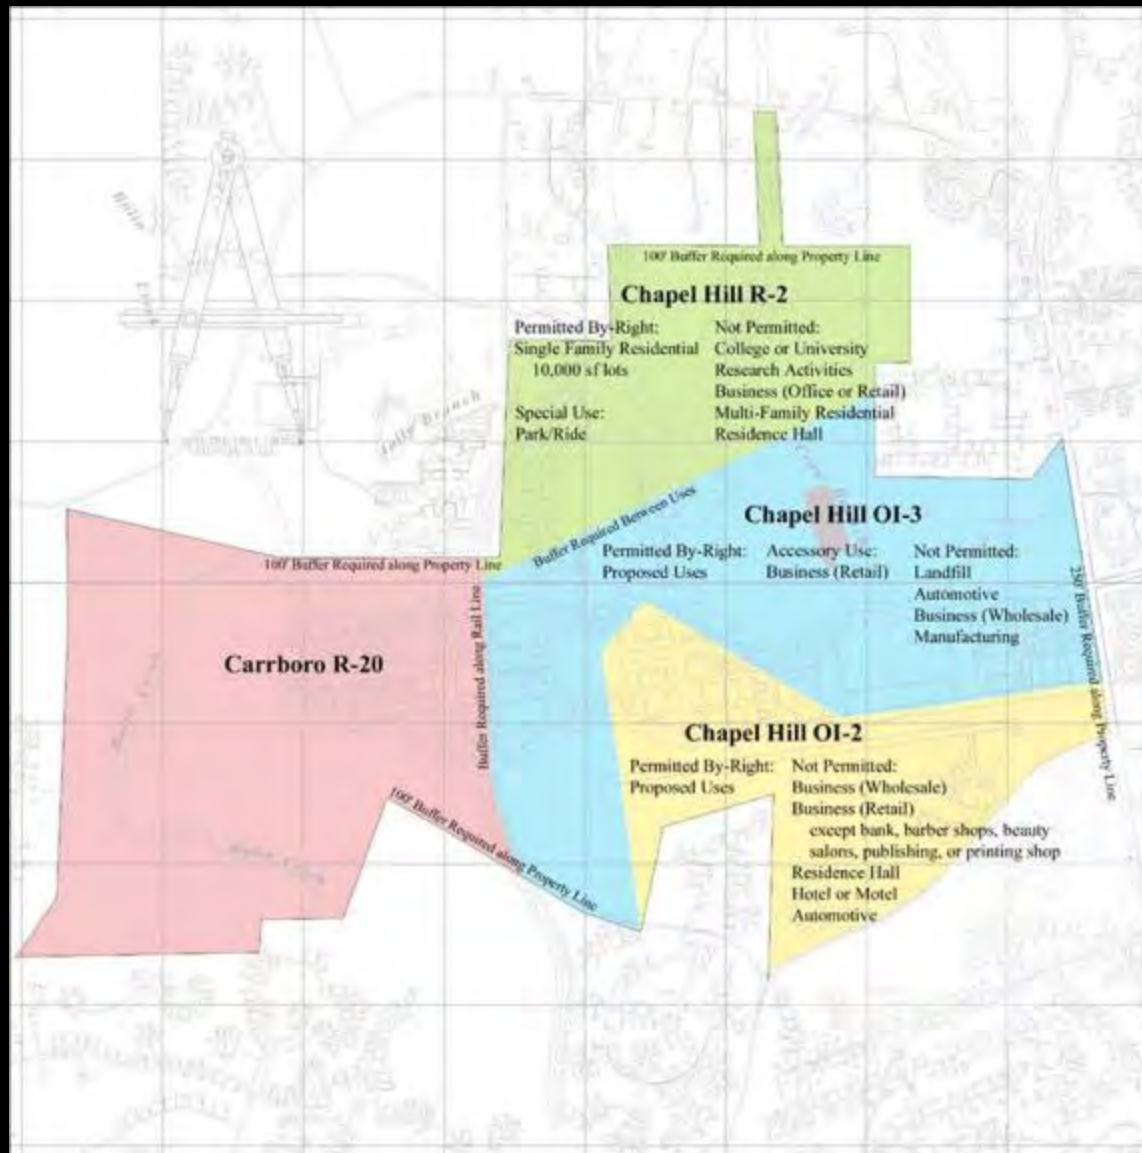 100' Buffer Required along Property Line
Chapel Hill R-2
Permitted By-Right:
Single Family Residential
10,000 sf lots
Special Use:
Park/Ride
Not Permitted:
College or University
Research Activities
Business (Office or Retail)
Multi-Family Residential
Residence Hall
Bolin
Jolly Branch
Buffer Required Between Uses
Chapel Hill OI-3
Permitted By-Right:
Proposed Uses
Accessory Use:
Business (Retail)
Not Permitted:
Landfill
Automotive
Business (Wholesale)
Manufacturing
100' Buffer Required along Property Line
Buffer Required along Rail Line
250' Buffer Required along Property Line
Carrboro R-20
Chapel Hill OI-2
Permitted By-Right:
Proposed Uses
Not Permitted:
Business (Wholesale)
Business (Retail)
except bank, barber shops, beauty
salons, publishing, or printing shop
Residence Hall
Hotel or Motel
Automotive
100' Buffer Required along Property Line